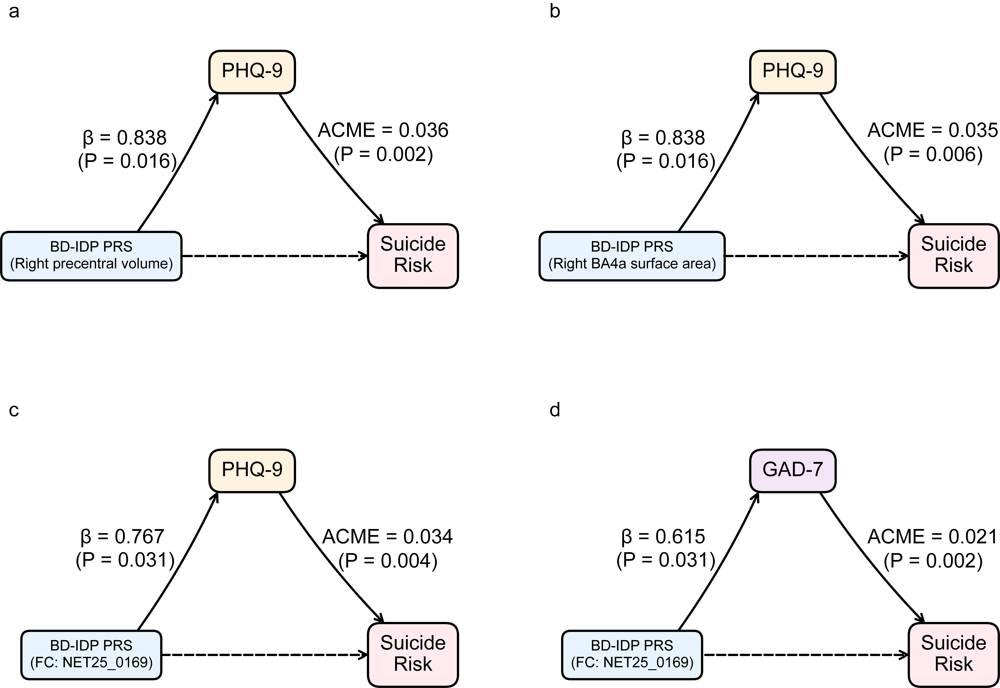 a
PHQ-9
β = 0.838
(P = 0.016)
ACME = 0.036
(P = 0.002)
BD-IDP PRS
(Right precentral volume)
Suicide
Risk
b
PHQ-9
β = 0.838
(P = 0.016)
ACME = 0.035
(P = 0.006)
BD-IDP PRS
(Right BA4a surface area)
Suicide
Risk
c
PHQ-9
β = 0.767
(P = 0.031)
ACME = 0.034
(P = 0.004)
BD-IDP PRS
(FC: NET25_0169)
Suicide
Risk
d
GAD-7
β = 0.615
(P = 0.031)
ACME = 0.021
(P = 0.002)
BD-IDP PRS
(FC: NET25_0169)
Suicide
Risk